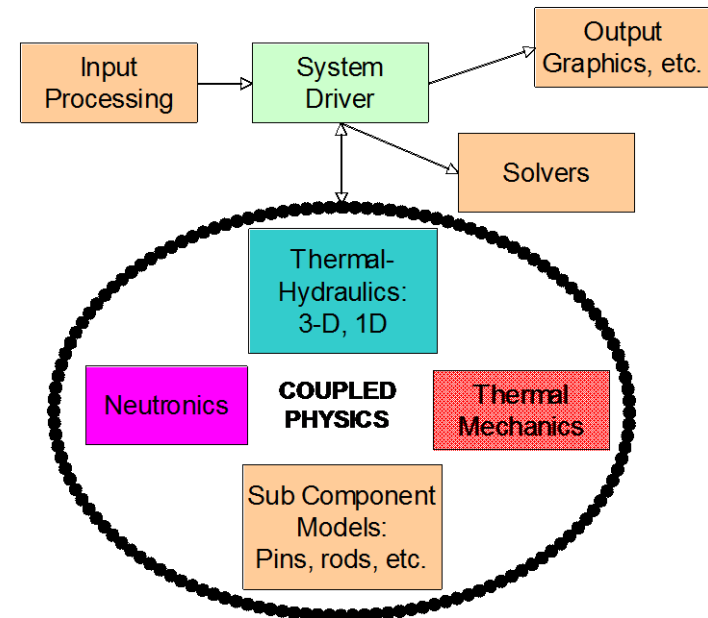 Input
Processing
System
Driver
Output
Graphics, etc.
Solvers
Thermal-
Hydraulics:
3-D, 1D
Neutronics
COUPLED
PHYSICS
Thermal
Mechanics
Sub Component
Models:
Pins, rods, etc.